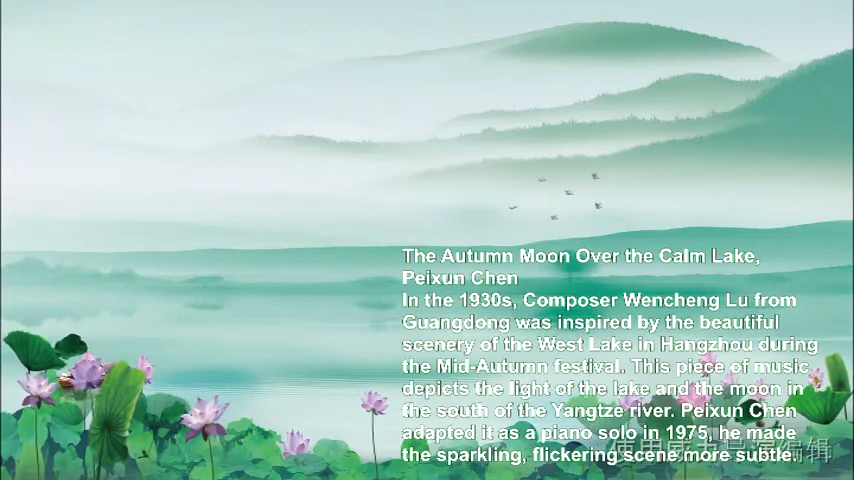 The Autumn Moon Over the Calm Lake,
Peixun Chen
In the 1930s, Composer Wencheng Lu from
Guangdong was inspired by the beautiful
scenery of the West Lake in Hangzhou during
the Mid-Autumn festival. This piece of music
depicts the light of the lake and the moon in
the south of the Yangtze river. Peixun Chen
adapted it as a piano solo in 1975, he made
the sparkling, flickering scene more subtle.
编辑